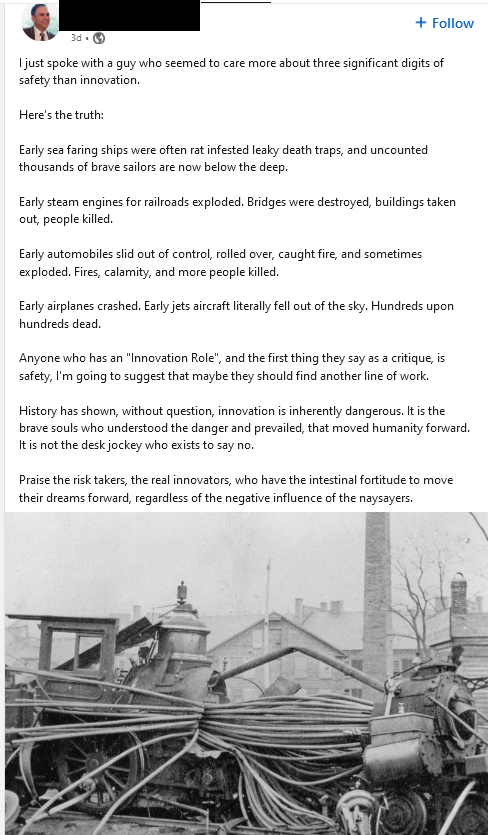 + Follow
3d •
I just spoke with a guy who seemed to care more about three significant digits of
safety than innovation.
Here's the truth:
Early sea faring ships were often rat infested leaky death traps, and uncounted
thousands of brave sailors are now below the deep.
Early steam engines for railroads exploded. Bridges were destroyed, buildings taken
out, people killed.
Early automobiles slid out of control, rolled over, caught fire, and sometimes
exploded. Fires, calamity, and more people killed.
Early airplanes crashed. Early jets aircraft literally fell out of the sky. Hundreds upon
hundreds dead.
Anyone who has an "Innovation Role", and the first thing they say as a critique, is
safety, I'm going to suggest that maybe they should find another line of work.
History has shown, without question, innovation is inherently dangerous. It is the
brave souls who understood the danger and prevailed, that moved humanity forward.
It is not the desk jockey who exists to say no.
Praise the risk takers, the real innovators, who have the intestinal fortitude to move
their dreams forward, regardless of the negative influence of the naysayers.